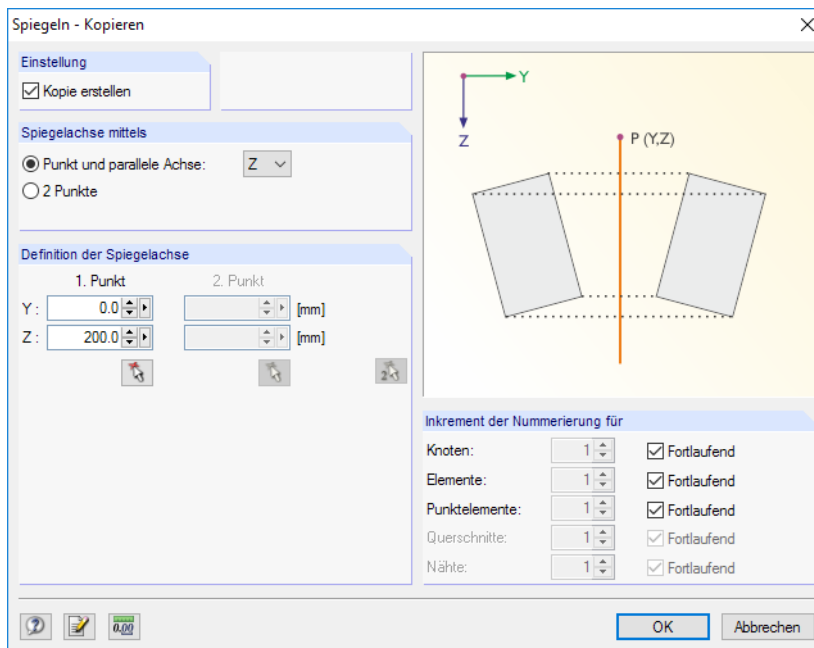 Spiegeln - Kopieren
Einstellung
Kopie erstellen
Spiegelachse mittels
Punkt und parallele Achse: Z
2 Punkte
Definition der Spiegelachse
1. Punkt 2. Punkt
Y : 0.0 [mm]
Z : 200.0 [mm]
2
Y
Z
P (Y,Z)
Inkrement der Nummerierung für
Knoten: 1 Fortlaufend
Elemente: 1 Fortlaufend
Punktelemente: 1 Fortlaufend
Querschnitte: 1 Fortlaufend
Nähte: 1 Fortlaufend
0.00
OK Abbrechen